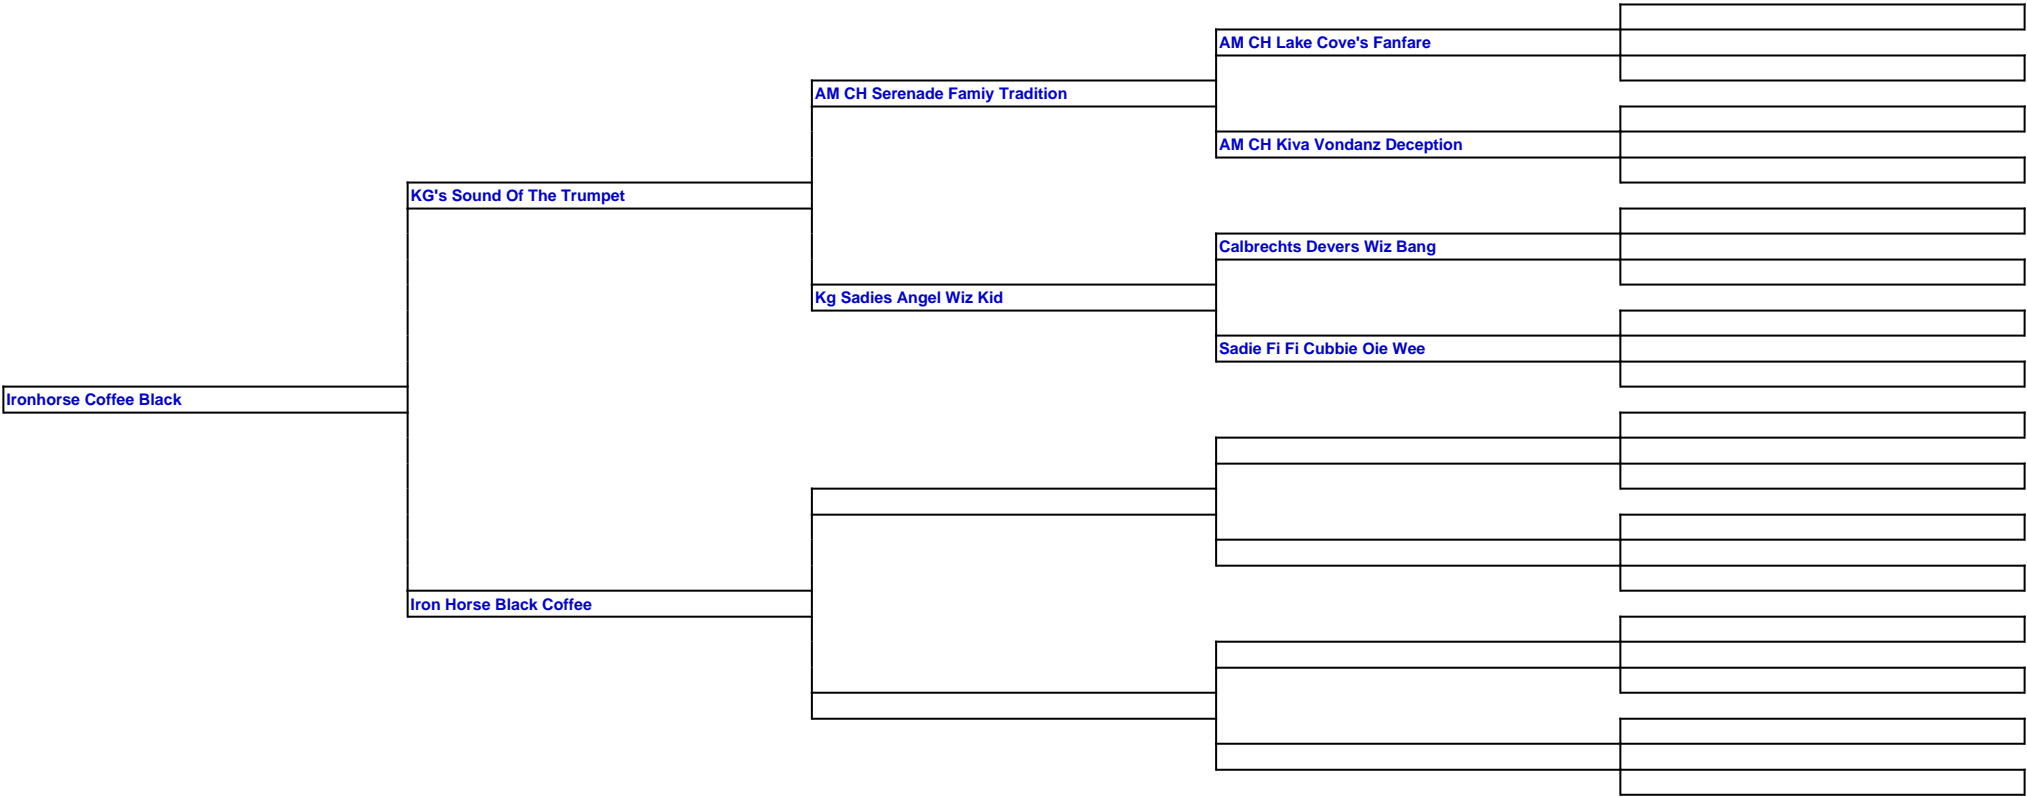 AM CH Lake Cove's Fanfare
AM CH Serenade Famiy Tradition
AM CH Kiva Vondanz Deception
KG's Sound Of The Trumpet
Calbrechts Devers Wiz Bang
Kg Sadies Angel Wiz Kid
Sadie Fi Fi Cubbie Oie Wee
Ironhorse Coffee Black
Iron Horse Black Coffee